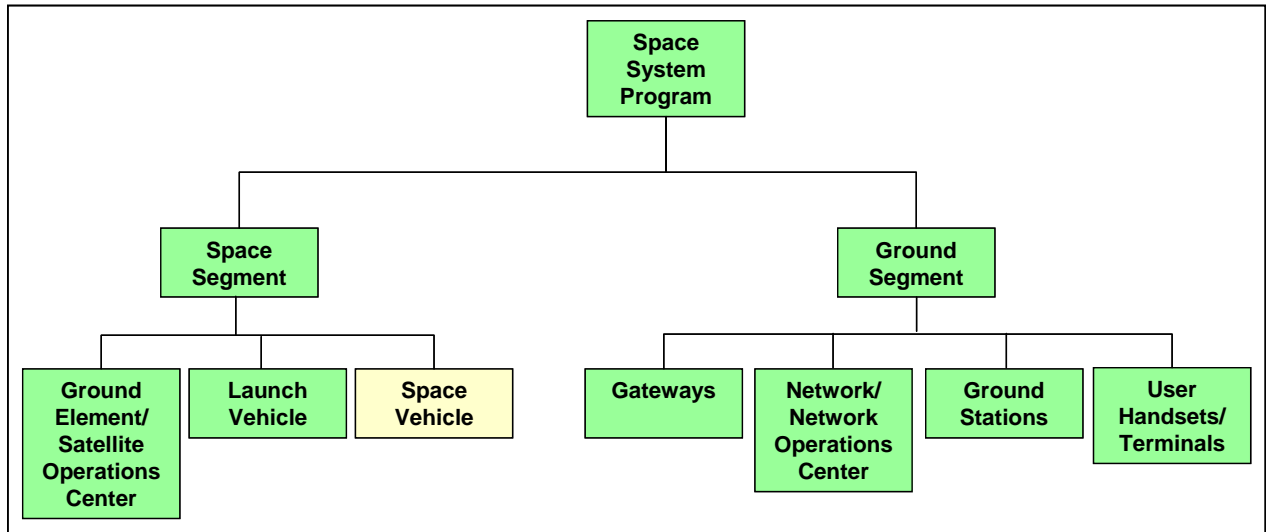 Space
System
Program
Space
Segment
Ground
Segment
Ground
Element/
Satellite
Operations
Center
Launch
Vehicle
Space
Vehicle
Gateways
Network/
Network
Operations
Center
Ground
Stations
User
Handsets/
Terminals